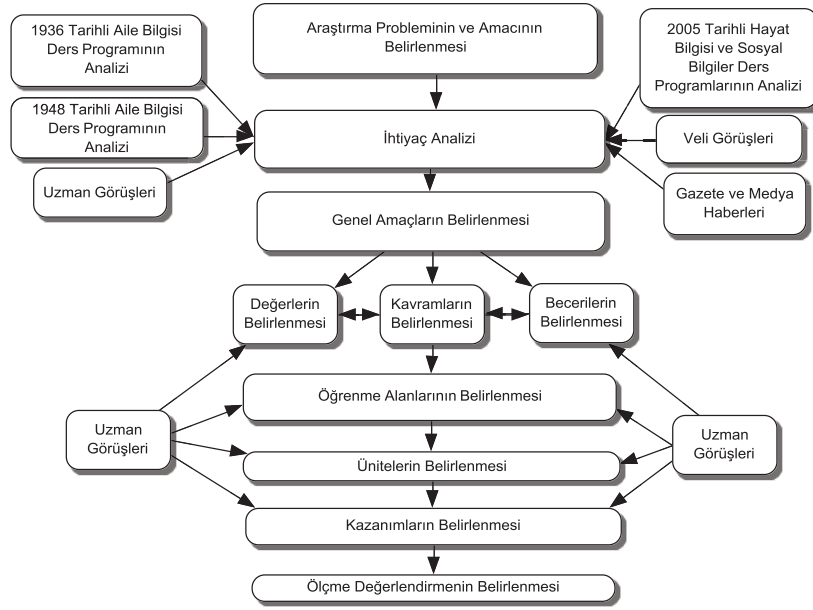 1936 Tarihli Aile Bilgisi
Ders Programının
Analizi
Araştırma Probleminin ve Amacının
Belirlenmesi
2005 Tarihli Hayat
Bilgisi ve Sosyal
Bilgiler Ders
Programlarının Analizi
1948 Tarihli Aile Bilgisi
Ders Programının
Analizi
İhtiyaç Analizi
Veli Görüşleri
Uzman Görüşleri
Gazete ve Medya
Haberleri
Genel Amaçların Belirlenmesi
Değerlerin
Belirlenmesi
Kavramların
Belirlenmesi
Becerilerin
Belirlenmesi
Öğrenme Alanlarının Belirlenmesi
Uzman
Görüşleri
Uzman
Görüşleri
Ünitelerin Belirlenmesi
Kazanımların Belirlenmesi
Ölçme Değerlendirmenin Belirlenmesi